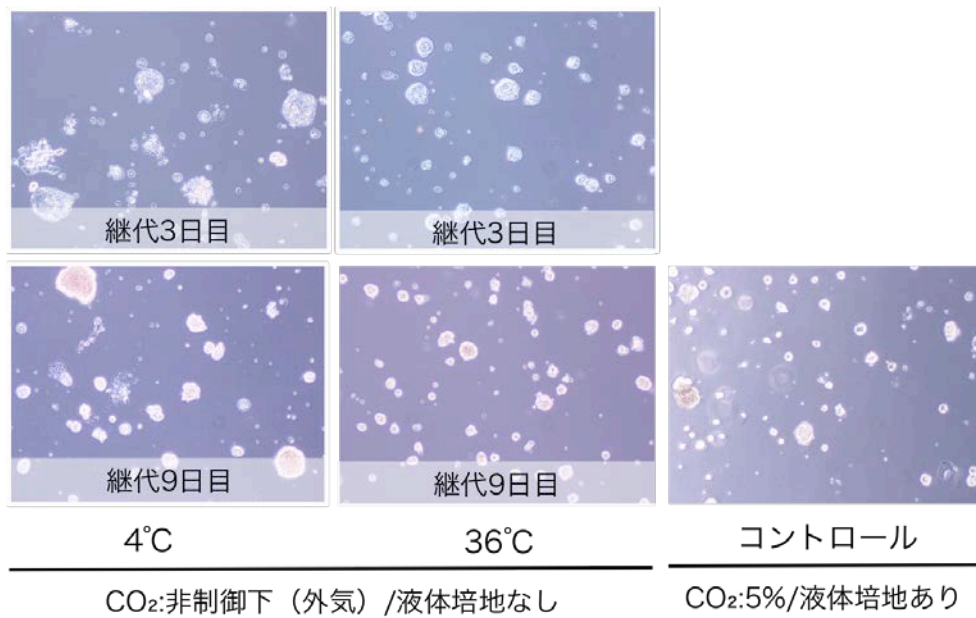 継代3日目
継代3日目
継代9日目
継代9日目
4℃
36℃
コントロール
CO₂:非制御下（外気）/液体培地なし
CO₂:5%/液体培地あり